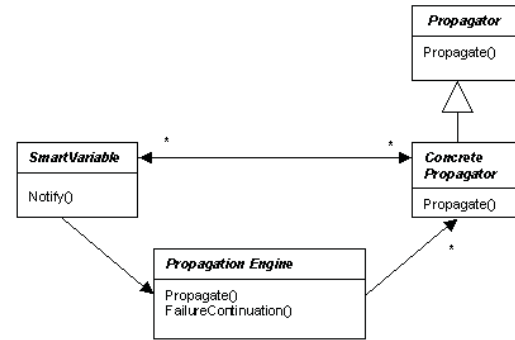 Propagator
Propagate()
*
*
SmartVariable
Notify()
Concrete
Propagator
Propagate()
*
Propagation Engine
Propagate()
FailureContinuation()